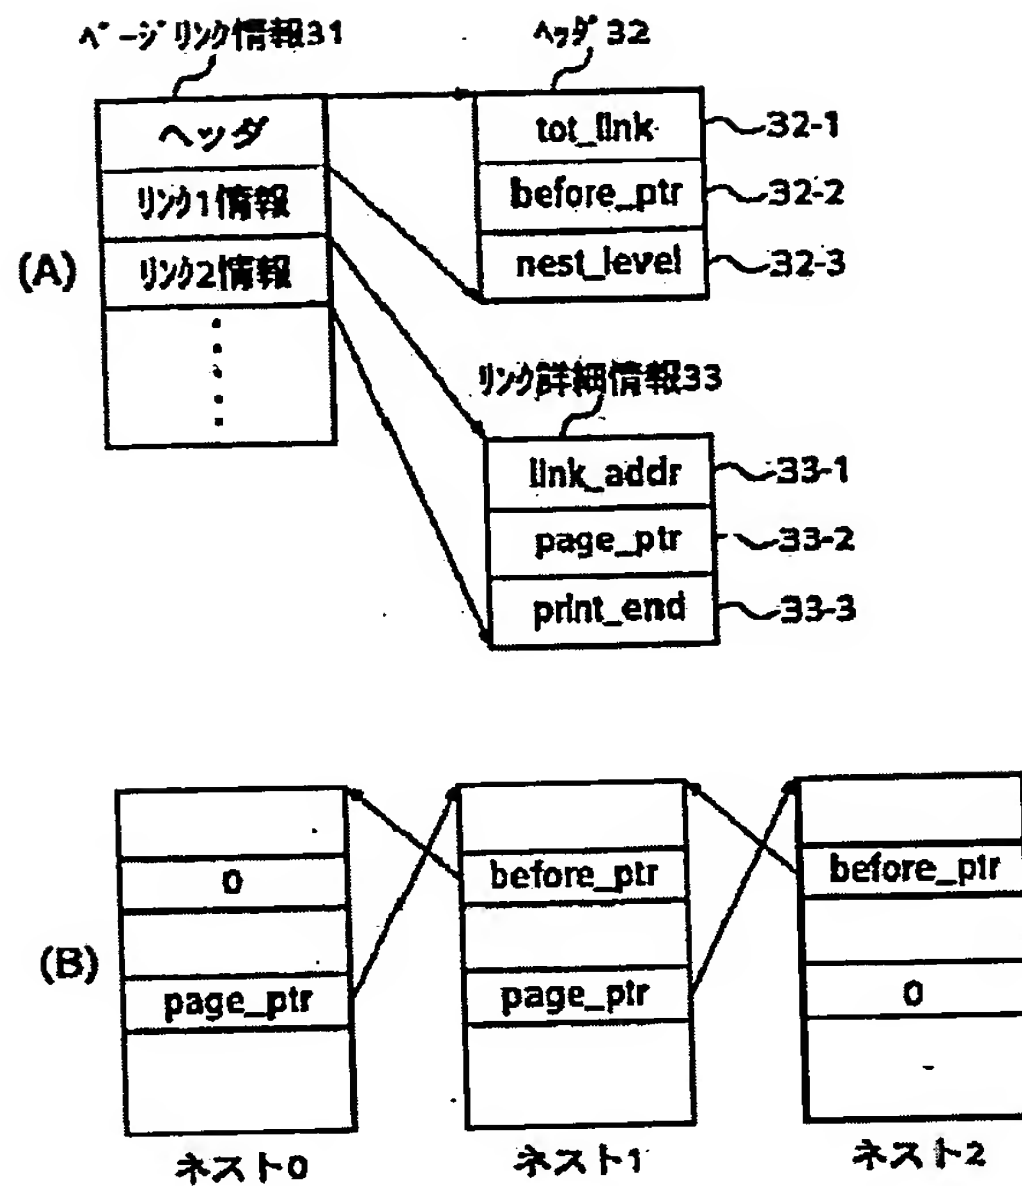 ページリンク情報31
ヘッダ
リンク1情報
リンク2情報
(A)
ヘッダ32
tot_link
32-1
before_ptr
32-2
nest_level
32-3
リンク詳細情報33
link_addr
33-1
page_ptr
33-2
print_end
33-3
(B)
0
page_ptr
ネスト0
before_ptr
page_ptr
ネスト1
before_ptr
0
ネスト2